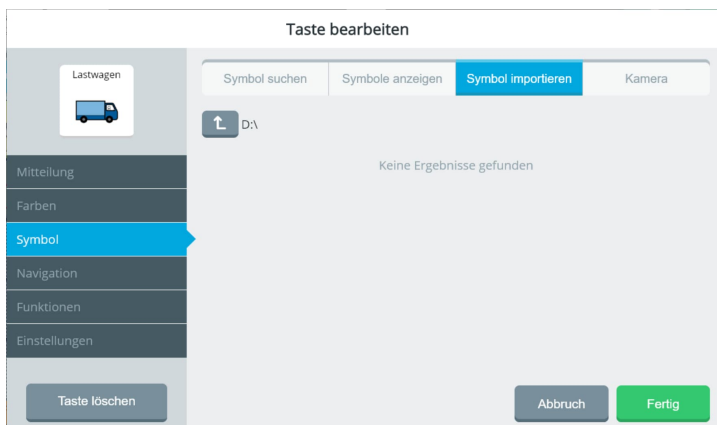 Taste bearbeiten
Lastwagen
Mitteilung
Farben
Symbol
Navigation
Funktionen
Einstellungen
Taste löschen
Symbol suchen
Symbole anzeigen
Symbol importieren
Kamera
D:\
Keine Ergebnisse gefunden
Abbruch
Fertig